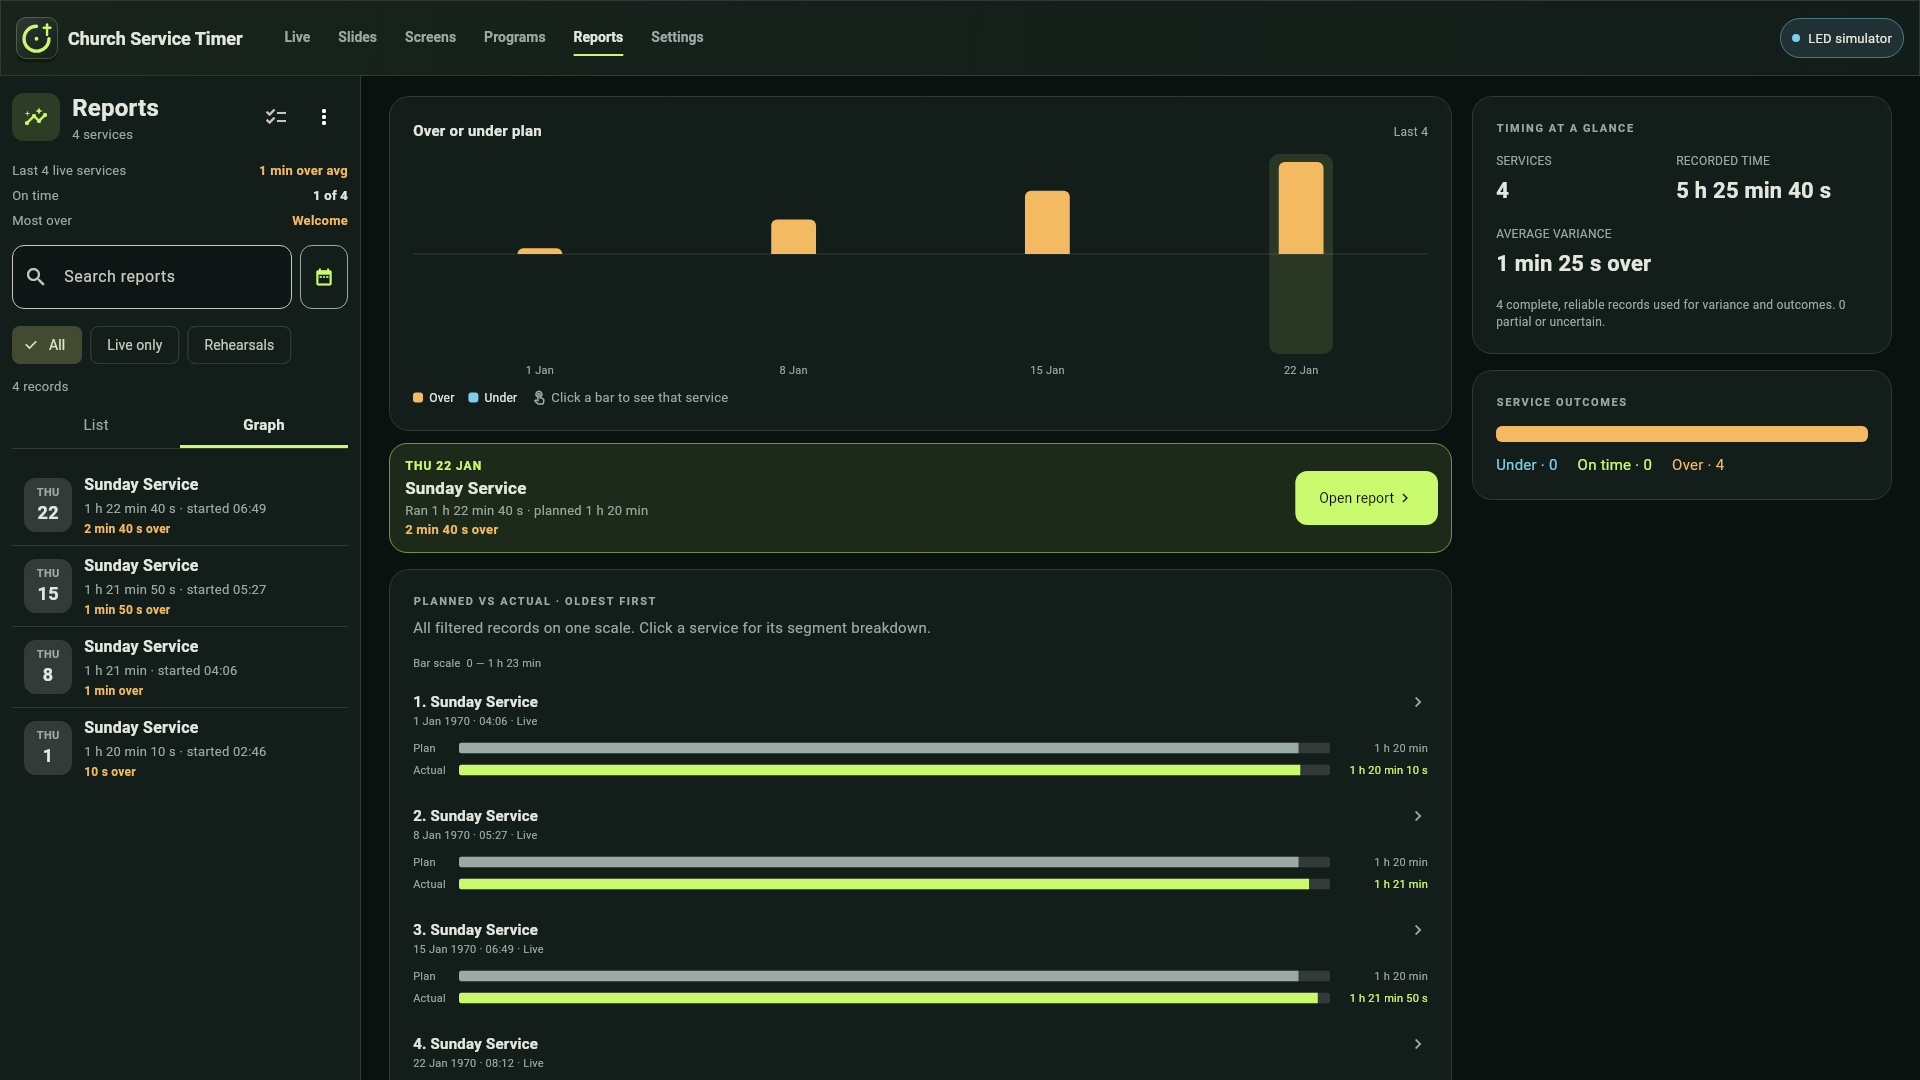 Church Service Timer
Live
Slides
Screens
Programs
Reports
Settings
LED simulator
Reports
4 services
Last 4 live services
1 min over avg
On time
1 of 4
Most over
Welcome
Search reports
All
Live only
Rehearsals
4 records
List
Graph
THU
22
Sunday Service
1 h 22 min 40 s · started 06:49
2 min 40 s over
THU
15
Sunday Service
1 h 21 min 50 s · started 05:27
1 min 50 s over
THU
8
Sunday Service
1 h 21 min · started 04:06
1 min over
THU
1
Sunday Service
1 h 20 min 10 s · started 02:46
10 s over
Over or under plan
Last 4
1 Jan
8 Jan
15 Jan
22 Jan
Over
Under
Click a bar to see that service
THU 22 JAN
Sunday Service
Ran 1 h 22 min 40 s · planned 1 h 20 min
2 min 40 s over
Open report
PLANNED VS ACTUAL · OLDEST FIRST
All filtered records on one scale. Click a service for its segment breakdown.
Bar scale 0 — 1 h 23 min
1. Sunday Service
1 Jan 1970 · 04:06 · Live
Plan
1 h 20 min
Actual
1 h 20 min 10 s
2. Sunday Service
8 Jan 1970 · 05:27 · Live
Plan
1 h 20 min
Actual
1 h 21 min
3. Sunday Service
15 Jan 1970 · 06:49 · Live
Plan
1 h 20 min
Actual
1 h 21 min 50 s
4. Sunday Service
22 Jan 1970 · 08:12 · Live
TIMING AT A GLANCE
SERVICES
4
RECORDED TIME
5 h 25 min 40 s
AVERAGE VARIANCE
1 min 25 s over
4 complete, reliable records used for variance and outcomes. 0
partial or uncertain.
SERVICE OUTCOMES
Under · 0
On time · 0
Over · 4